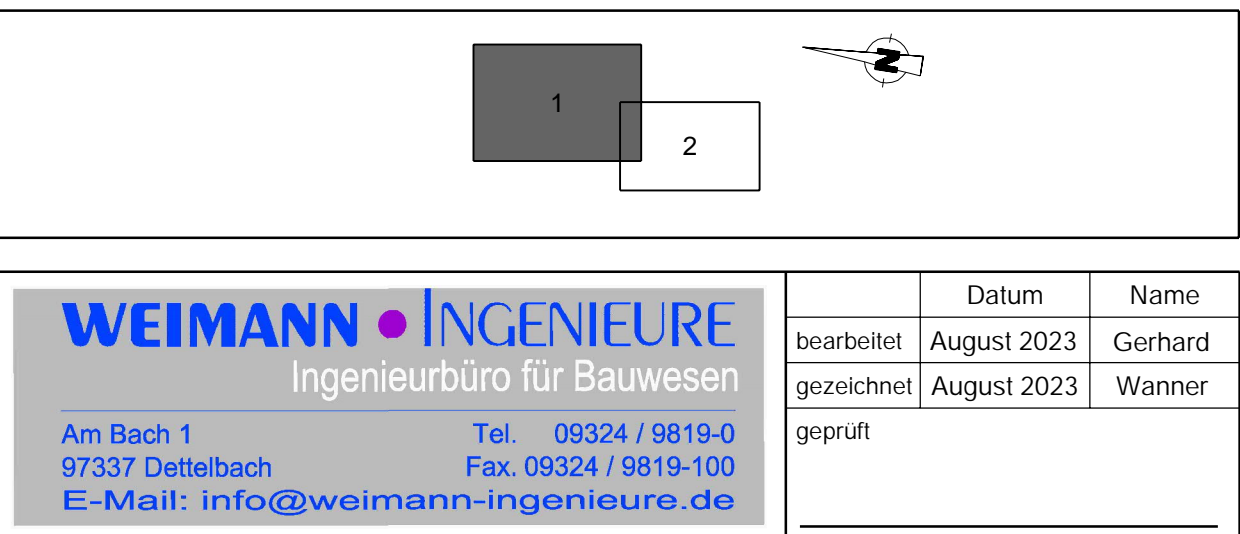 1
2
N
WEIMANN • INGENIEURE
Ingenieurbüro für Bauwesen
Am Bach 1 Tel. 09324 / 9819-0
97337 Dettelbach Fax. 09324 / 9819-100
E-Mail: info@weimann-ingenieure.de
Datum Name
bearbeitet August 2023 Gerhard
gezeichnet August 2023 Wanner
geprüft